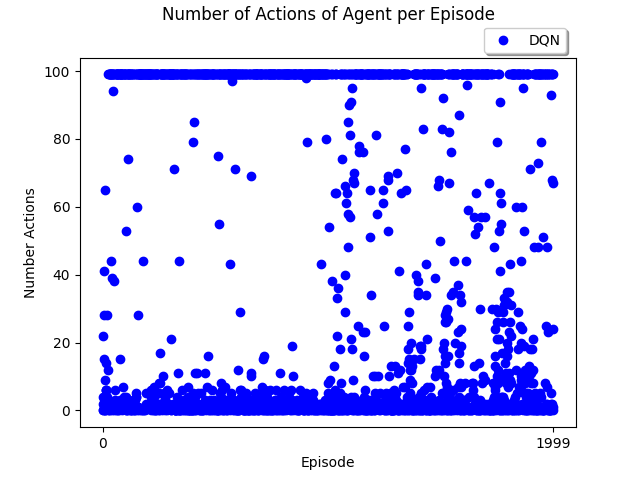 Number of Actions of Agent per Episode
DQN
100
80
60
40
20
0
Number Actions
0
1999
Episode